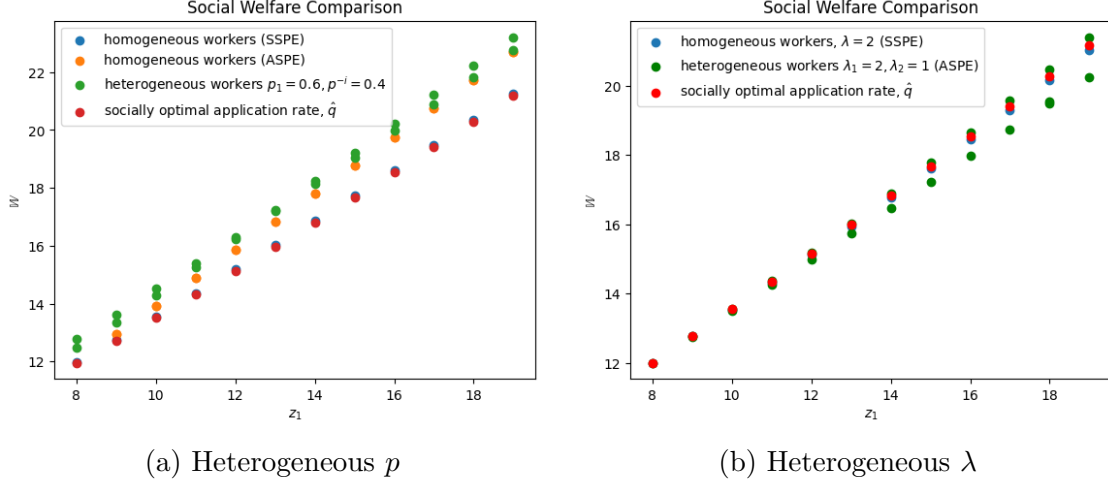 Social Welfare Comparison
homogeneous workers (SSPE)
homogeneous workers (ASPE)
heterogeneous workers p₁ = 0.6, p⁻ⁱ = 0.4
socially optimal application rate, q̂
22
20
18
16
14
12
𝕎
8 10 12 14 16 18
z₁
(a) Heterogeneous p
Social Welfare Comparison
homogeneous workers, λ = 2 (SSPE)
heterogeneous workers λ₁ = 2, λ₂ = 1 (ASPE)
socially optimal application rate, q̂
20
18
16
14
12
𝕎
8 10 12 14 16 18
z₁
(b) Heterogeneous λ